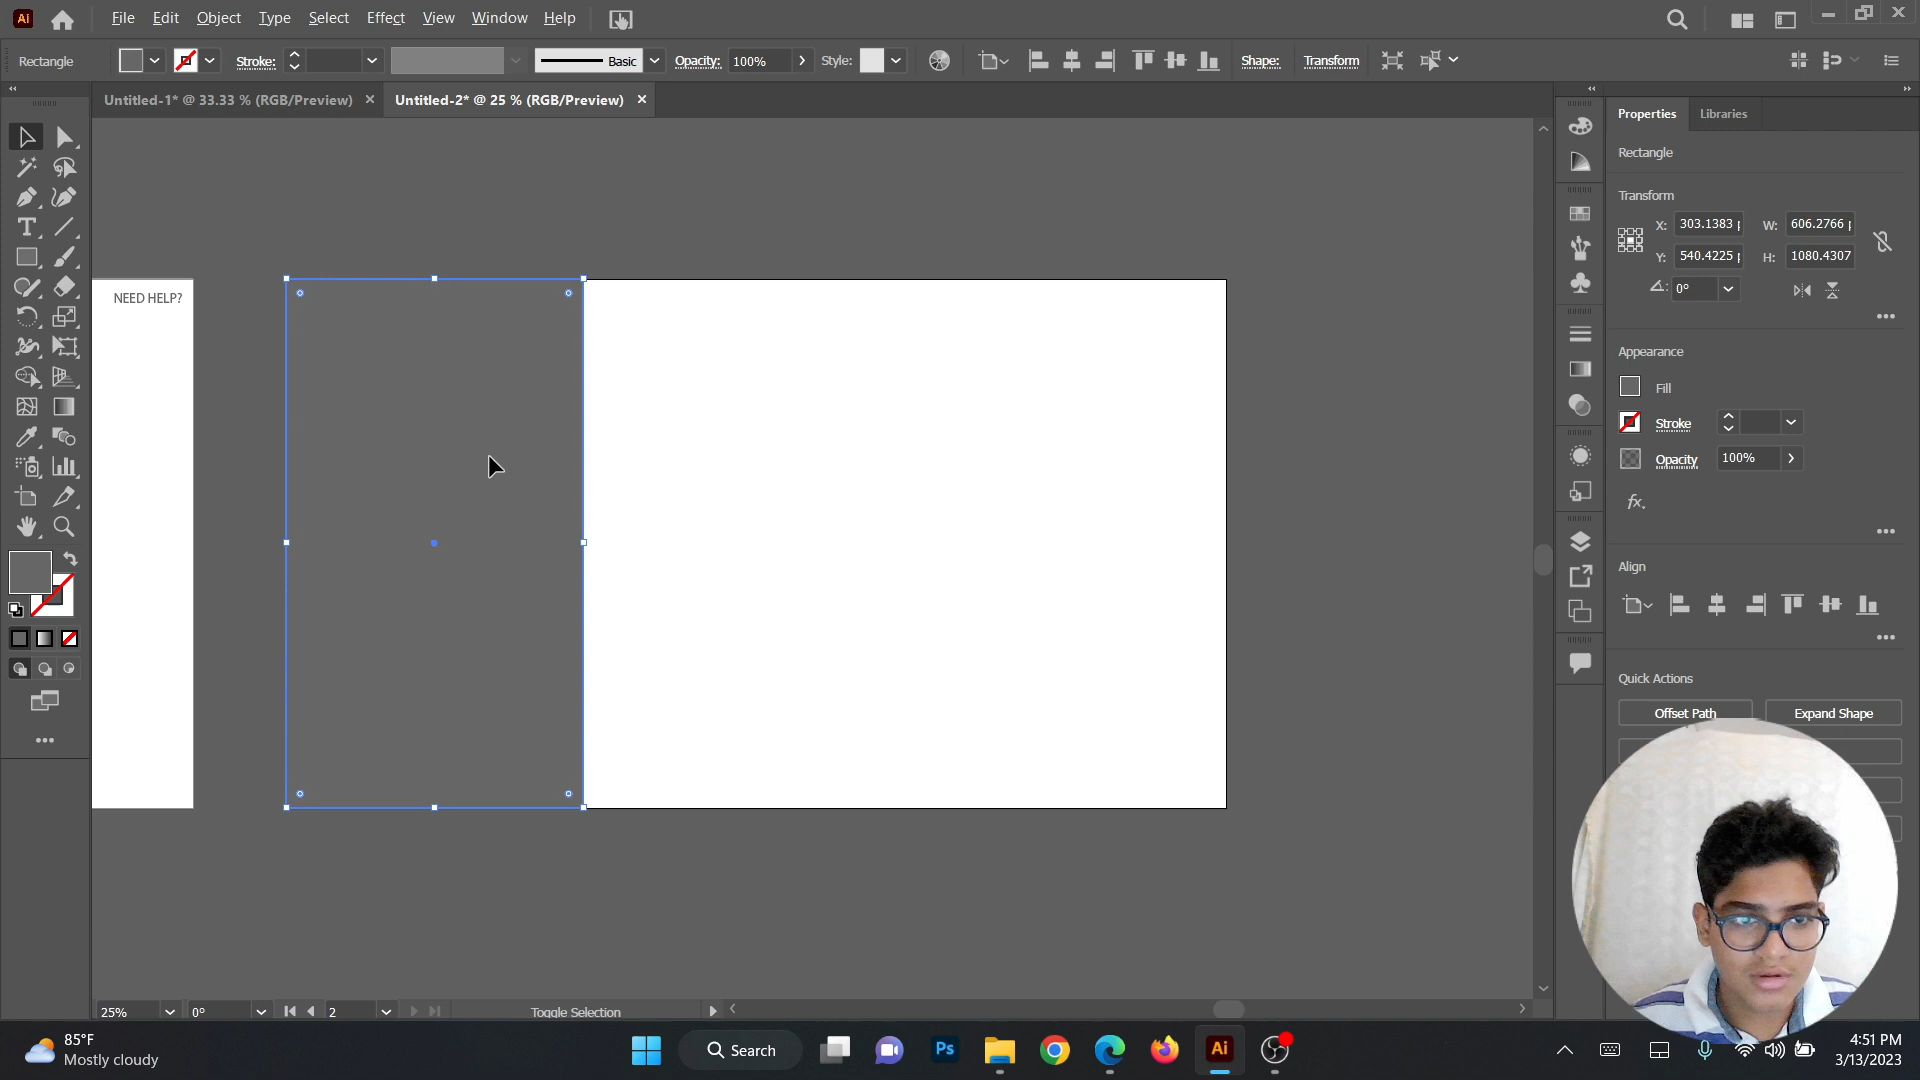 Ai File Edit Object Type Select Effect View Window Help
Rectangle Stroke: Basic Opacity: 100% Style: Shape: Transform
Untitled-1* @ 33.33 % (RGB/Preview) × Untitled-2* @ 25 % (RGB/Preview) ×
Properties Libraries
Rectangle
Transform
X: 303.1383 W: 606.2766
Y: 540.4225 H: 1080.4307
0°
NEED HELP?
Appearance
Fill
Stroke
Opacity 100%
fx.
Align
Quick Actions
Offset Path Expand Shape
25% 0° 2 Toggle Selection
85°F
Mostly cloudy
Search
Ps
Ai
4:51 PM
3/13/2023